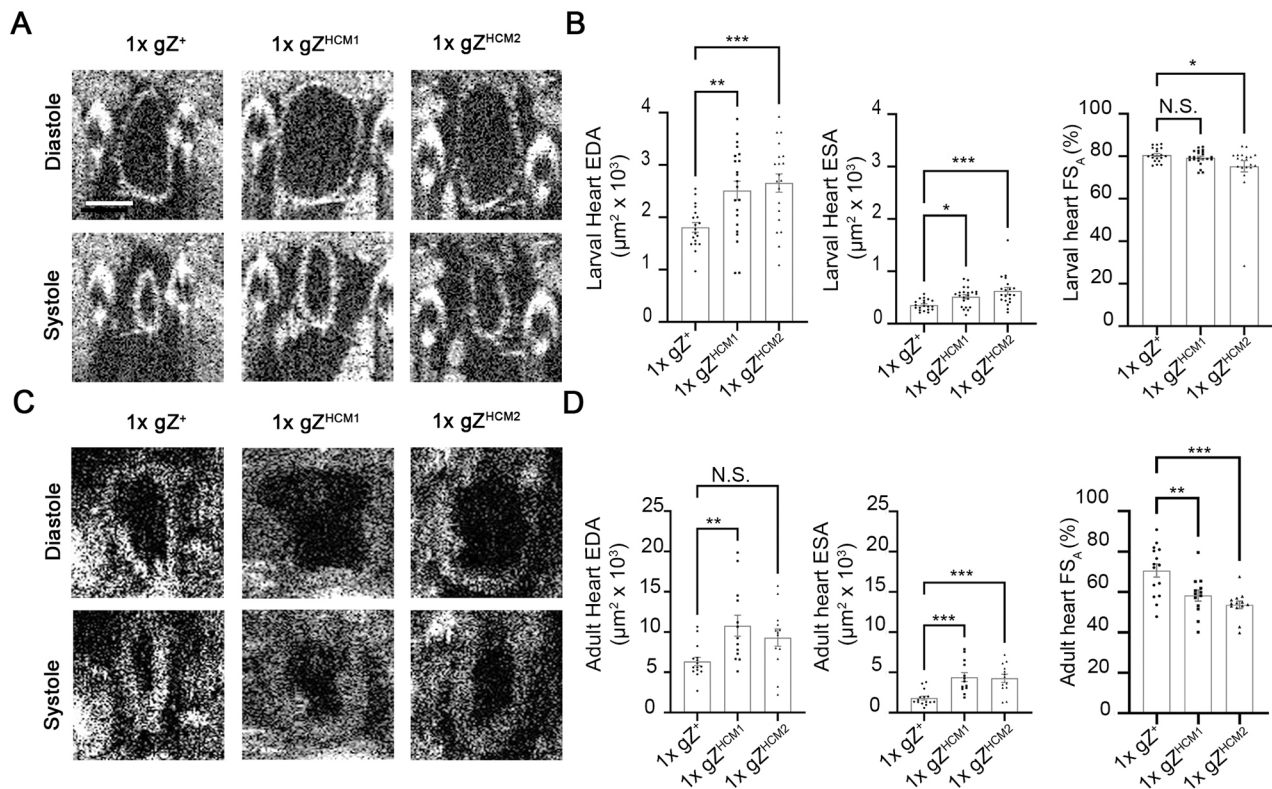 A
1x gZ⁺
1x gZᴴᶜᴹ¹
1x gZᴴᶜᴹ²
Diastole
Systole
B
Larval Heart EDA
(µm² x 10³)
4
3
2
1
0
**
***
1x gZ⁺
1x gZᴴᶜᴹ¹
1x gZᴴᶜᴹ²
Larval Heart ESA
(µm² x 10³)
4
3
2
1
0
*
***
1x gZ⁺
1x gZᴴᶜᴹ¹
1x gZᴴᶜᴹ²
Larval heart FS_A (%)
100
80
60
40
20
0
N.S.
*
1x gZ⁺
1x gZᴴᶜᴹ¹
1x gZᴴᶜᴹ²
C
1x gZ⁺
1x gZᴴᶜᴹ¹
1x gZᴴᶜᴹ²
Diastole
Systole
D
Adult Heart EDA
(µm² x 10³)
25
20
15
10
5
0
**
N.S.
1x gZ⁺
1x gZᴴᶜᴹ¹
1x gZᴴᶜᴹ²
Adult heart ESA
(µm² x 10³)
25
20
15
10
5
0
***
***
1x gZ⁺
1x gZᴴᶜᴹ¹
1x gZᴴᶜᴹ²
Adult heart FS_A (%)
100
80
60
40
20
0
**
***
1x gZ⁺
1x gZᴴᶜᴹ¹
1x gZᴴᶜᴹ²